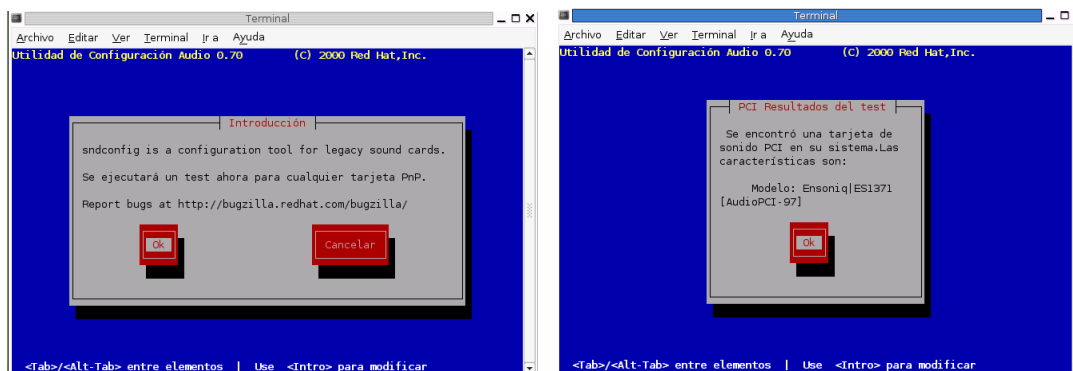 Terminal
Archivo Editar Ver Terminal Ir a Ayuda
Utilidad de Configuración Audio 0.70 (C) 2000 Red Hat,Inc.
Introducción
sndconfig is a configuration tool for legacy sound cards.
Se ejecutará un test ahora para cualquier tarjeta PnP.
Report bugs at http://bugzilla.redhat.com/bugzilla/
Ok Cancelar
<Tab>/<Alt-Tab> entre elementos | Use <Intro> para modificar
Terminal
Archivo Editar Ver Terminal Ir a Ayuda
Utilidad de Configuración Audio 0.70 (C) 2000 Red Hat,Inc.
PCI Resultados del test
Se encontró una tarjeta de
sonido PCI en su sistema.Las
características son:
Modelo: Ensoniq|ES1371
[AudioPCI-97]
Ok
<Tab>/<Alt-Tab> entre elementos | Use <Intro> para modificar